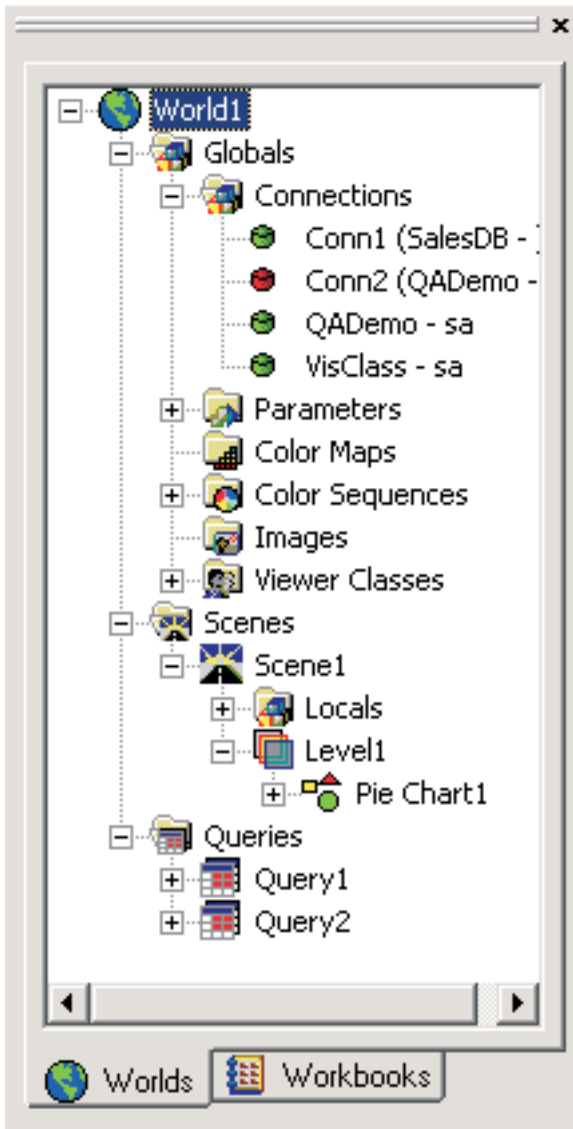 World1
Globals
Connections
Conn1 (SalesDB -
Conn2 (QADemo -
QADemo - sa
VisClass - sa
Parameters
Color Maps
Color Sequences
Images
Viewer Classes
Scenes
Scene1
Locals
Level1
Pie Chart1
Queries
Query1
Query2
Worlds
Workbooks